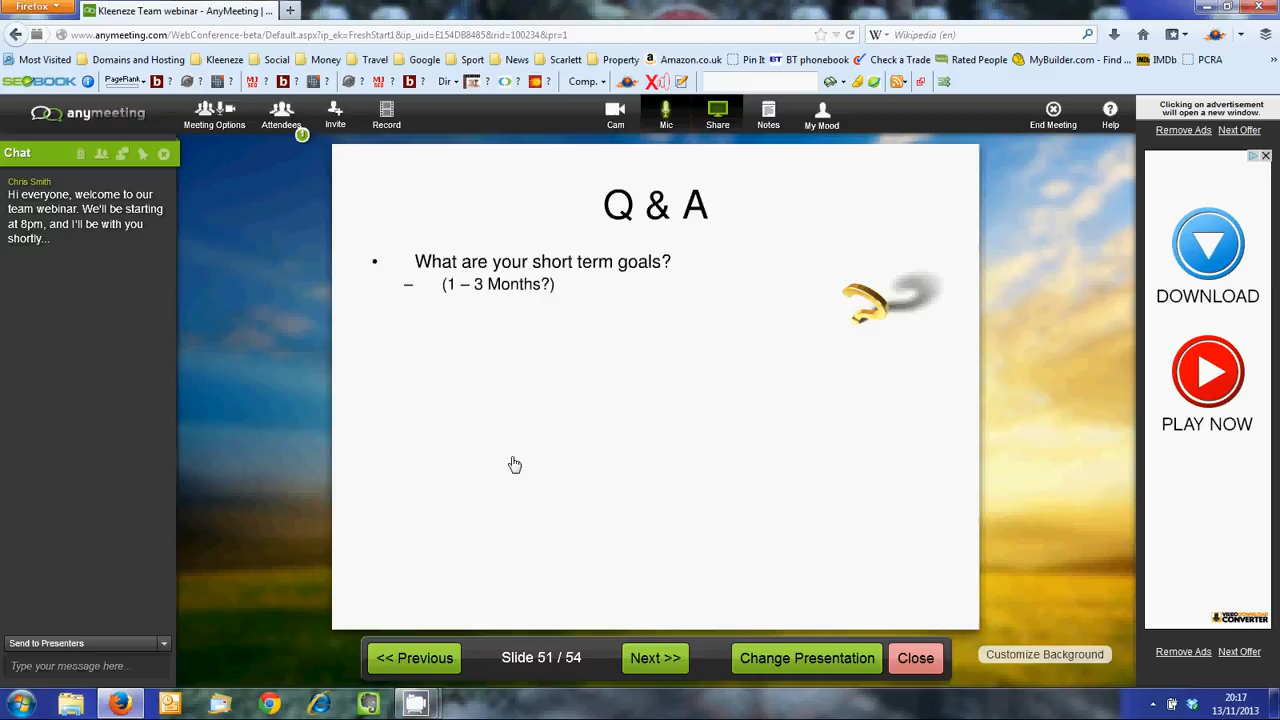 Firefox
Kleeneze Team webinar - AnyMeeting | ...
www.anymeeting.com/WebConference-beta/Default.aspx?ip_ek=FreshStart1&ip_uid=E154DB8485&rid=100234&pr=1
Wikipedia (en)
Most Visited Domains and Hosting Kleeneze Social Money Travel Google Sport News Scarlett Property Amazon.co.uk Pin It BT phonebook Check a Trade Rated People MyBuilder.com - Find ... IMDb PCRA
SEOBOOK PageRank ? ? ? ? ? ? Dir ? ? ? ? Comp.
anymeeting
Meeting Options Attendees Invite Record Cam Mic Share Notes My Mood End Meeting Help
1
Clicking on advertisement
will open a new window.
Remove Ads Next Offer
Chat
Chris Smith
Hi everyone, welcome to our
team webinar. We'll be starting
at 8pm, and I'll be with you
shortly...
Q & A
• What are your short term goals?
– (1 – 3 Months?)
DOWNLOAD
PLAY NOW
VIDEO DOWNLOAD
CONVERTER
Send to Presenters
Type your message here...
<< Previous
Slide 51 / 54
Next >>
Change Presentation
Close
Customize Background
Remove Ads Next Offer
20:17
13/11/2013